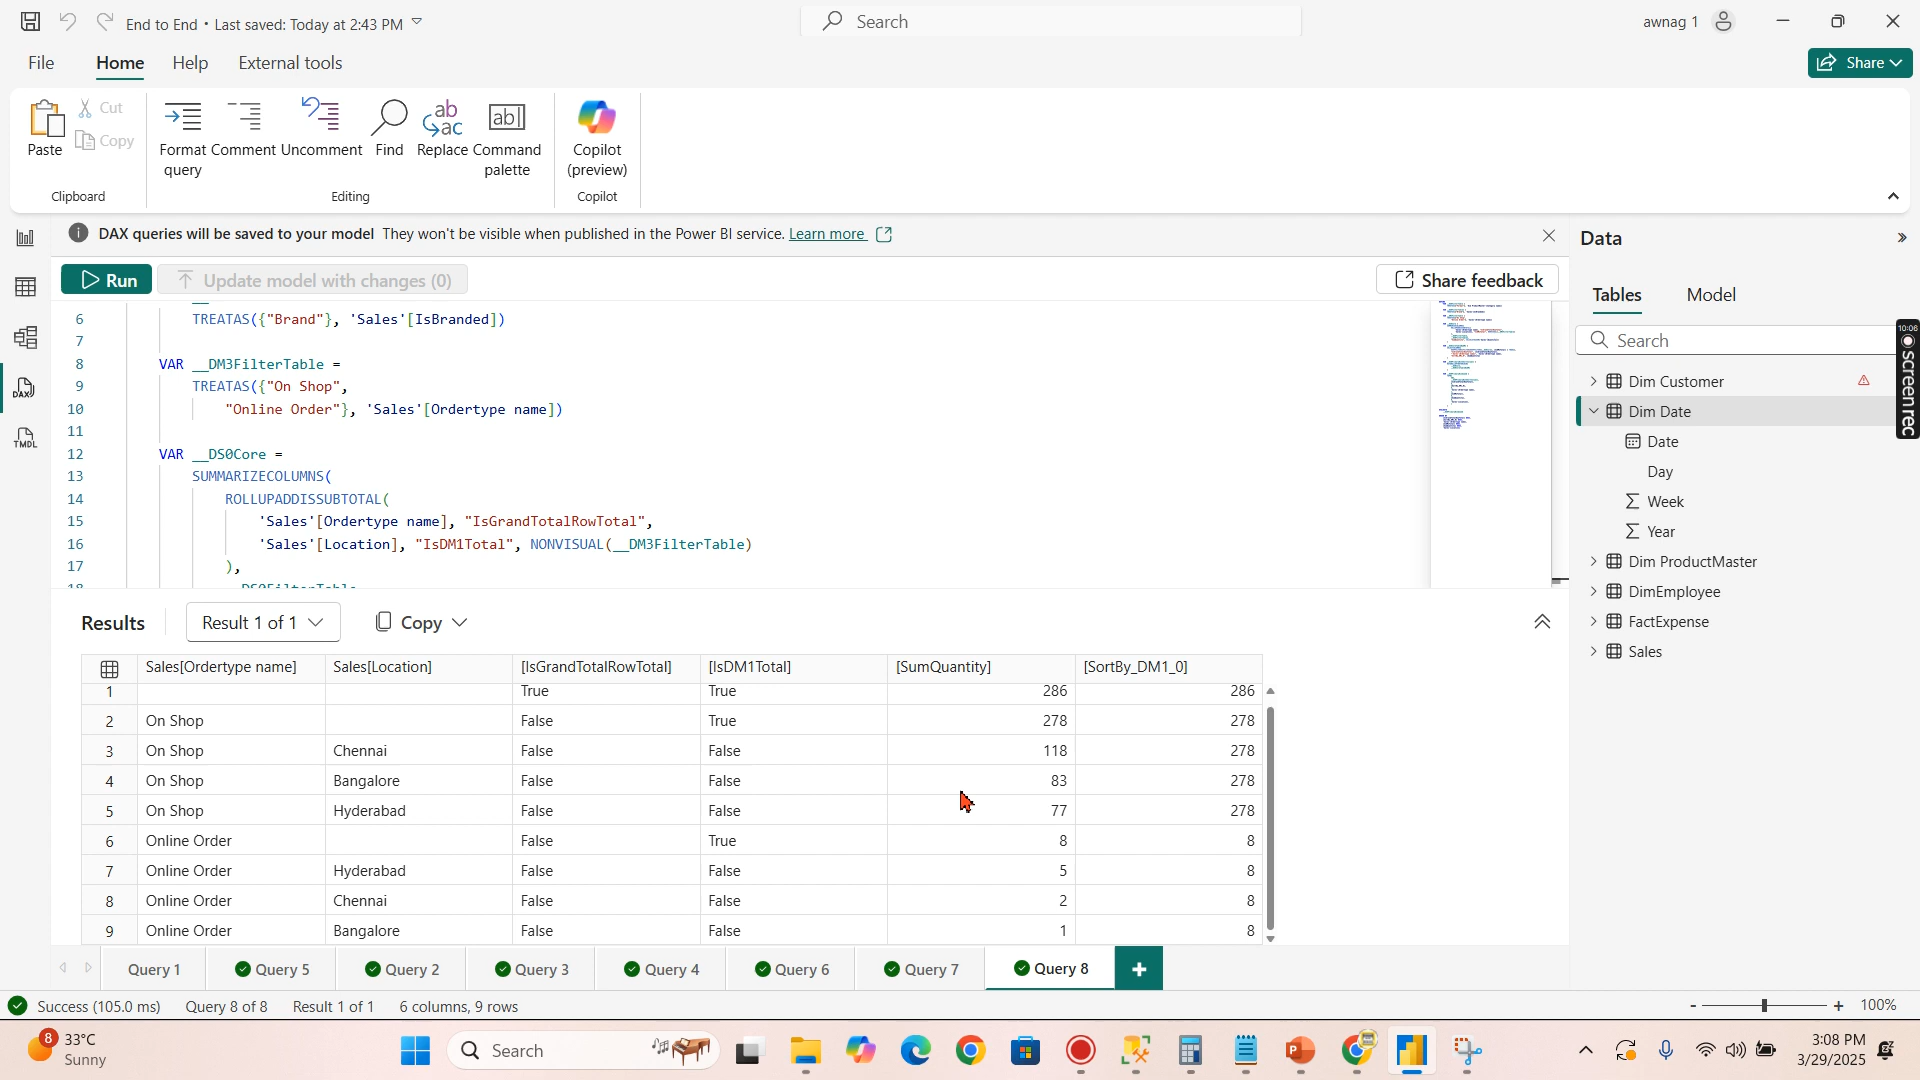 End to End • Last saved: Today at 2:43 PM
Search
awnag 1
File
Home
Help
External tools
Share
Paste
Cut
Copy
Format query
Comment
Uncomment
Find
Replace
Command palette
Copilot (preview)
Clipboard
Editing
Copilot
DAX queries will be saved to your model They won't be visible when published in the Power BI service. Learn more
Run
Update model with changes (0)
Share feedback
6 TREATAS({"Brand"}, 'Sales'[IsBranded])
7
8 VAR __DM3FilterTable =
9 TREATAS({"On Shop",
10 "Online Order"}, 'Sales'[Ordertype name])
11
12 VAR __DS0Core =
13 SUMMARIZECOLUMNS(
14 ROLLUPADDISSUBTOTAL(
15 'Sales'[Ordertype name], "IsGrandTotalRowTotal",
16 'Sales'[Location], "IsDM1Total", NONVISUAL(__DM3FilterTable)
17 ),
Data
Tables
Model
Search
Dim Customer
Dim Date
Date
Day
Week
Year
Dim ProductMaster
DimEmployee
FactExpense
Sales
10:06
screen rec
Results
Result 1 of 1
Copy
Sales[Ordertype name] Sales[Location] [IsGrandTotalRowTotal] [IsDM1Total] [SumQuantity] [SortBy_DM1_0]
1 True True 286 286
2 On Shop False True 278 278
3 On Shop Chennai False False 118 278
4 On Shop Bangalore False False 83 278
5 On Shop Hyderabad False False 77 278
6 Online Order False True 8 8
7 Online Order Hyderabad False False 5 8
8 Online Order Chennai False False 2 8
9 Online Order Bangalore False False 1 8
Query 1
Query 5
Query 2
Query 3
Query 4
Query 6
Query 7
Query 8
Success (105.0 ms) Query 8 of 8 Result 1 of 1 6 columns, 9 rows
- + 100%
8
33°C
Sunny
Search
3:08 PM
3/29/2025
DAX
TMDL